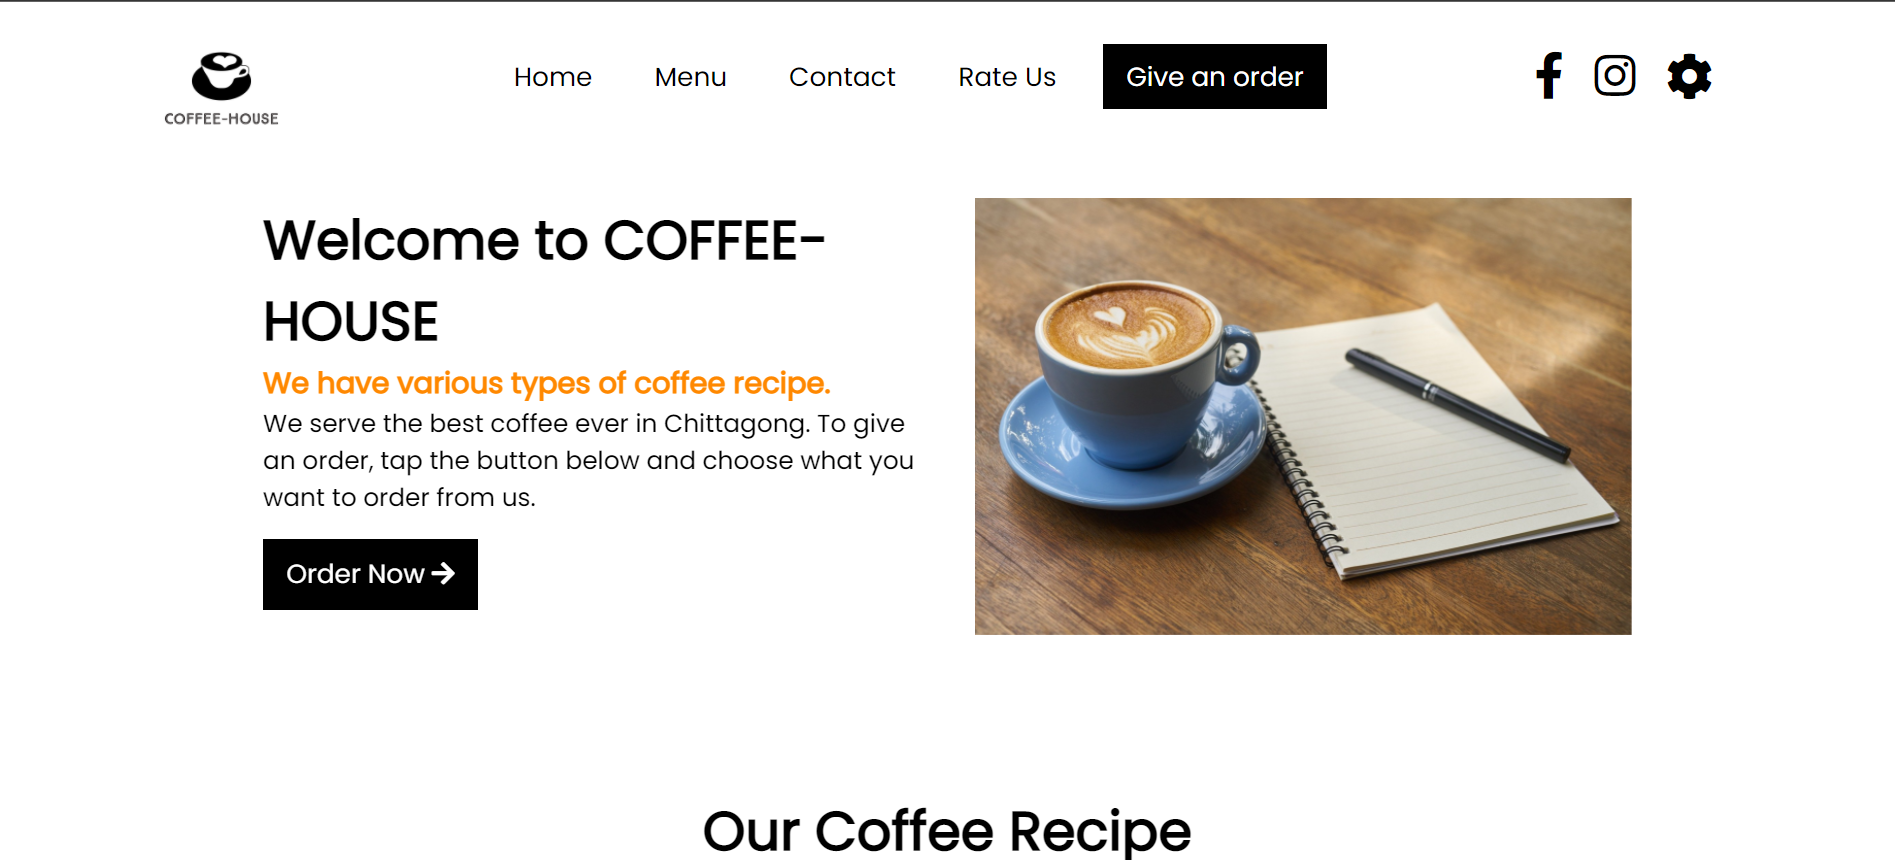 COFFEE-HOUSE
Home Menu Contact Rate Us Give an order
Welcome to COFFEE-
HOUSE
We have various types of coffee recipe.
We serve the best coffee ever in Chittagong. To give
an order, tap the button below and choose what you
want to order from us.
Order Now
Our Coffee Recipe